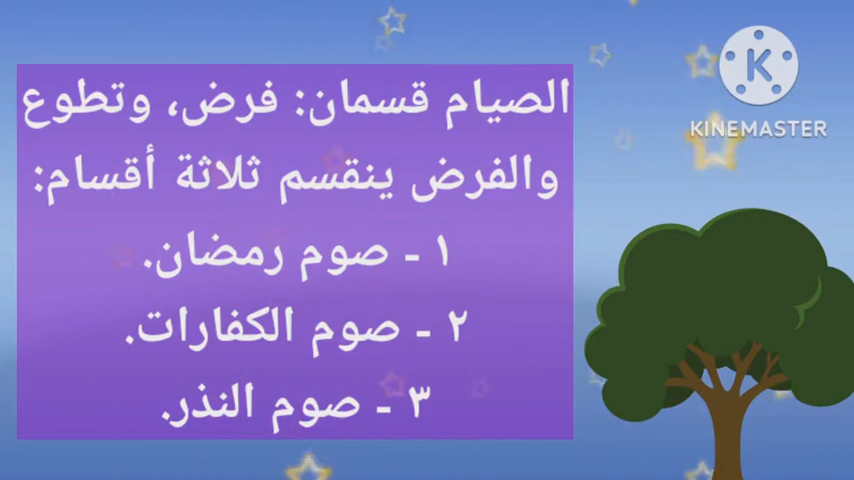 الصيام قسمان: فرض، وتطوع
والفرض ينقسم ثلاثة أقسام:
١ - صوم رمضان.
٢ - صوم الكفارات.
٣ - صوم النذر.
KINEMASTER